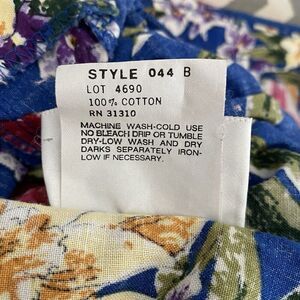 STYLE 044 B
LOT 4690
100% COTTON
RN 31310
MACHINE WASH-COLD USE
NO BLEACH DRIP OR TUMBLE
DRY-LOW WASH AND DRY
DARKS SEPARATELY IRON-
LOW IF NECESSARY.